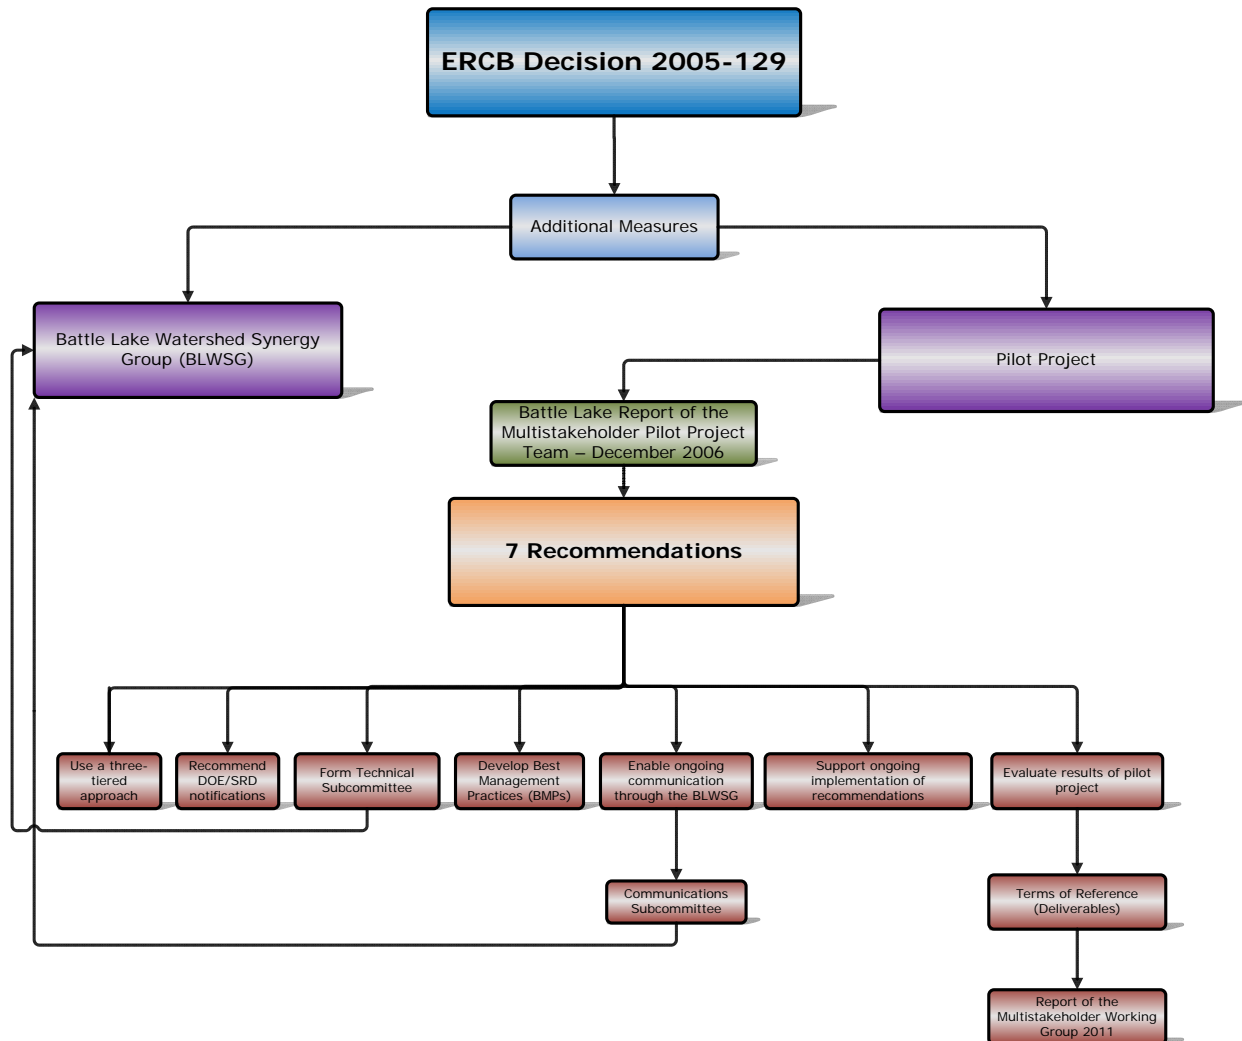 ERCB Decision 2005-129
Additional Measures
Battle Lake Watershed Synergy
Group (BLWSG)
Pilot Project
Battle Lake Report of the
Multistakeholder Pilot Project
Team – December 2006
7 Recommendations
Use a three-
tiered
approach
Recommend
DOE/SRD
notifications
Form Technical
Subcommittee
Develop Best
Management
Practices (BMPs)
Enable ongoing
communication
through the BLWSG
Support ongoing
implementation of
recommendations
Evaluate results of pilot
project
Communications
Subcommittee
Terms of Reference
(Deliverables)
Report of the
Multistakeholder Working
Group 2011